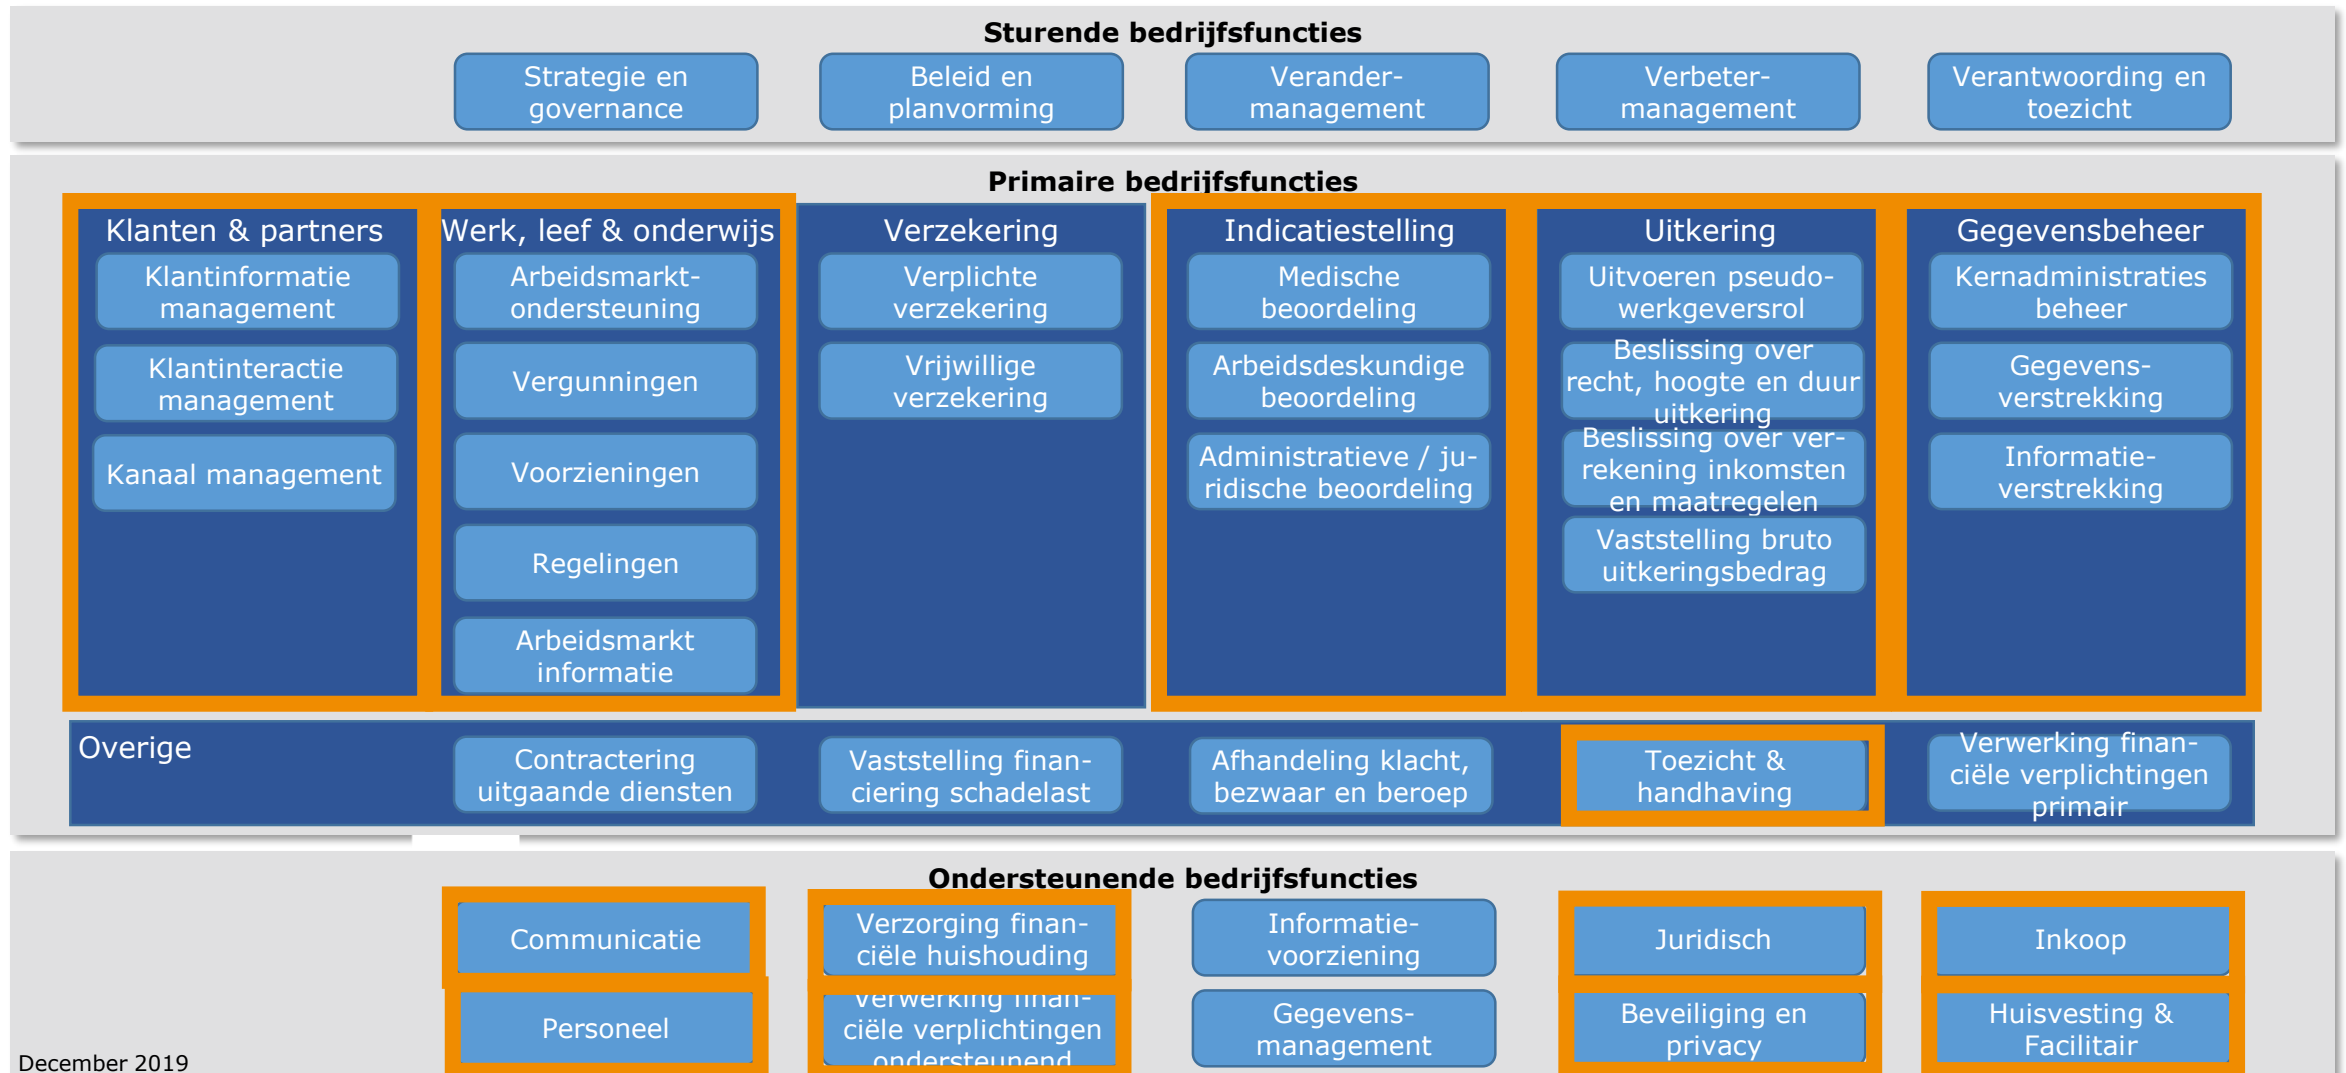 Sturende bedrijfsfuncties
Strategie en
governance
Beleid en
planvorming
Verander-
management
Verbeter-
management
Verantwoording en
toezicht
Primaire bedrijfsfuncties
Klanten & partners
Klantinformatie
management
Klantinteractie
management
Kanaal management
Werk, leef & onderwijs
Arbeidsmarkt-
ondersteuning
Vergunningen
Voorzieningen
Regelingen
Arbeidsmarkt
informatie
Verzekering
Verplichte
verzekering
Vrijwillige
verzekering
Indicatiestelling
Medische
beoordeling
Arbeidsdeskundige
beoordeling
Administratieve / ju-
ridische beoordeling
Uitkering
Uitvoeren pseudo-
werkgeversrol
Beslissing over
recht, hoogte en duur
uitkering
Beslissing over ver-
rekening inkomsten
en maatregelen
Vaststelling bruto
uitkeringsbedrag
Gegevensbeheer
Kernadministraties
beheer
Gegevens-
verstrekking
Informatie-
verstrekking
Overige
Contractering
uitgaande diensten
Vaststelling finan-
ciering schadelast
Afhandeling klacht,
bezwaar en beroep
Toezicht &
handhaving
Verwerking finan-
ciële verplichtingen
primair
Ondersteunende bedrijfsfuncties
Communicatie
Verzorging finan-
ciële huishouding
Informatie-
voorziening
Juridisch
Inkoop
Personeel
Verwerking finan-
ciële verplichtingen
ondersteunend
Gegevens-
management
Beveiliging en
privacy
Huisvesting &
Facilitair
December 2019